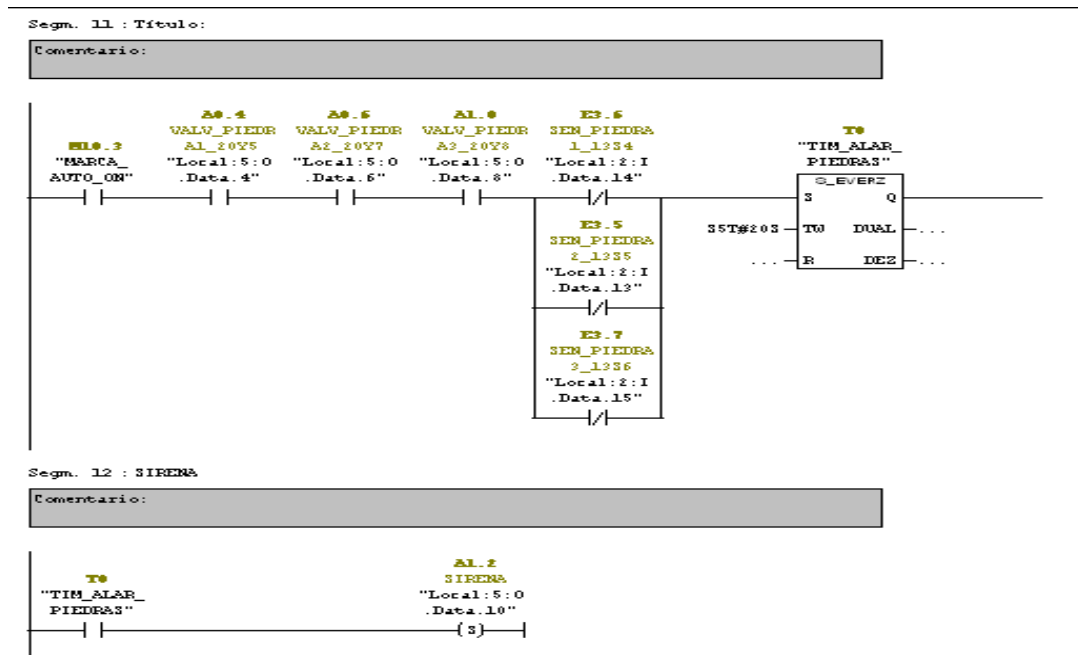 Segm. 11 : Título:
Comentario:
M10.3
"MARCA_
AUTO_ON"
A0.4
VALV_PIEDR
A1_20Y5
"Local:5:O
.Data.4"
A0.6
VALV_PIEDR
A2_20Y7
"Local:5:O
.Data.6"
A1.0
VALV_PIEDR
A3_20Y8
"Local:5:O
.Data.8"
E3.6
SEN_PIEDRA
1_13S4
"Local:2:I
.Data.14"
E3.5
SEN_PIEDRA
2_13S5
"Local:2:I
.Data.13"
E3.7
SEN_PIEDRA
3_13S6
"Local:2:I
.Data.15"
T0
"TIM_ALAR_
PIEDRAS"
S_EVERZ
S Q
S5T#20S TW DUAL ...
... R DEZ ...
Segm. 12 : SIRENA
Comentario:
T0
"TIM_ALAR_
PIEDRAS"
A1.2
SIRENA
"Local:5:O
.Data.10"
(S)